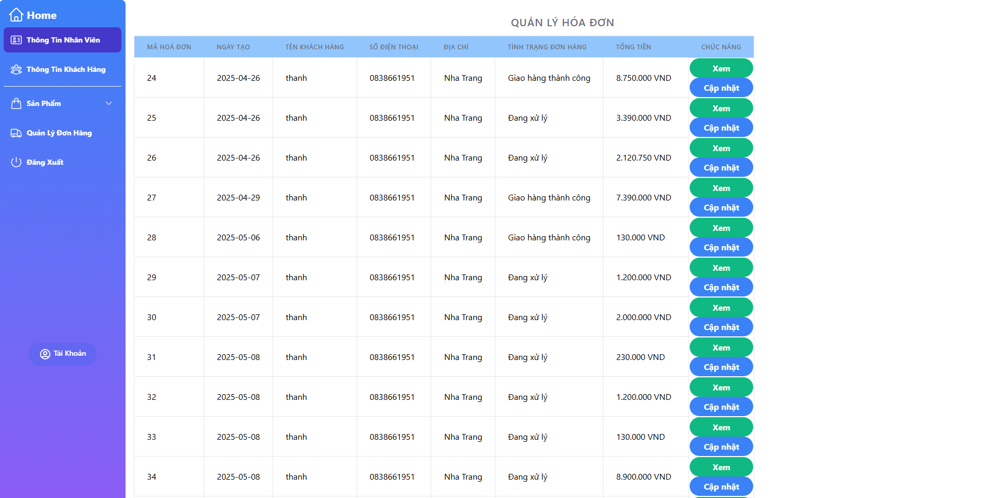 Home
Thông Tin Nhân Viên
Thông Tin Khách Hàng
Sản Phẩm
Quản Lý Đơn Hàng
Đăng Xuất
Tài Khoản
QUẢN LÝ HÓA ĐƠN
MÃ HOÁ ĐƠN NGÀY TẠO TÊN KHÁCH HÀNG SỐ ĐIỆN THOẠI ĐỊA CHỈ TÌNH TRẠNG ĐƠN HÀNG TỔNG TIỀN CHỨC NĂNG
24 2025-04-26 thanh 0838661951 Nha Trang Giao hàng thành công 8.750.000 VND Xem
Cập nhật
25 2025-04-26 thanh 0838661951 Nha Trang Đang xử lý 3.390.000 VND Xem
Cập nhật
26 2025-04-26 thanh 0838661951 Nha Trang Đang xử lý 2.120.750 VND Xem
Cập nhật
27 2025-04-29 thanh 0838661951 Nha Trang Giao hàng thành công 7.390.000 VND Xem
Cập nhật
28 2025-05-06 thanh 0838661951 Nha Trang Giao hàng thành công 130.000 VND Xem
Cập nhật
29 2025-05-07 thanh 0838661951 Nha Trang Đang xử lý 1.200.000 VND Xem
Cập nhật
30 2025-05-07 thanh 0838661951 Nha Trang Đang xử lý 2.000.000 VND Xem
Cập nhật
31 2025-05-08 thanh 0838661951 Nha Trang Đang xử lý 230.000 VND Xem
Cập nhật
32 2025-05-08 thanh 0838661951 Nha Trang Đang xử lý 1.200.000 VND Xem
Cập nhật
33 2025-05-08 thanh 0838661951 Nha Trang Đang xử lý 130.000 VND Xem
Cập nhật
34 2025-05-08 thanh 0838661951 Nha Trang Đang xử lý 8.900.000 VND Xem
Cập nhật